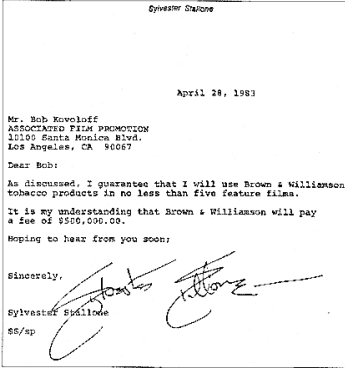 Sylvester Stallone
April 28, 1983
Mr. Bob Kovoloff
ASSOCIATED FILM PROMOTION
10100 Santa Monica Blvd.
Los Angeles, CA 90067
Dear Bob:
As discussed, I guarantee that I will use Brown & Williamson
tobacco products in no less than five feature films.
It is my understanding that Brown & Williamson will pay
a fee of $500,000.00.
Hoping to hear from you soon;
Sincerely,
Sylvester Stallone
Sylvester Stallone
SS/sp